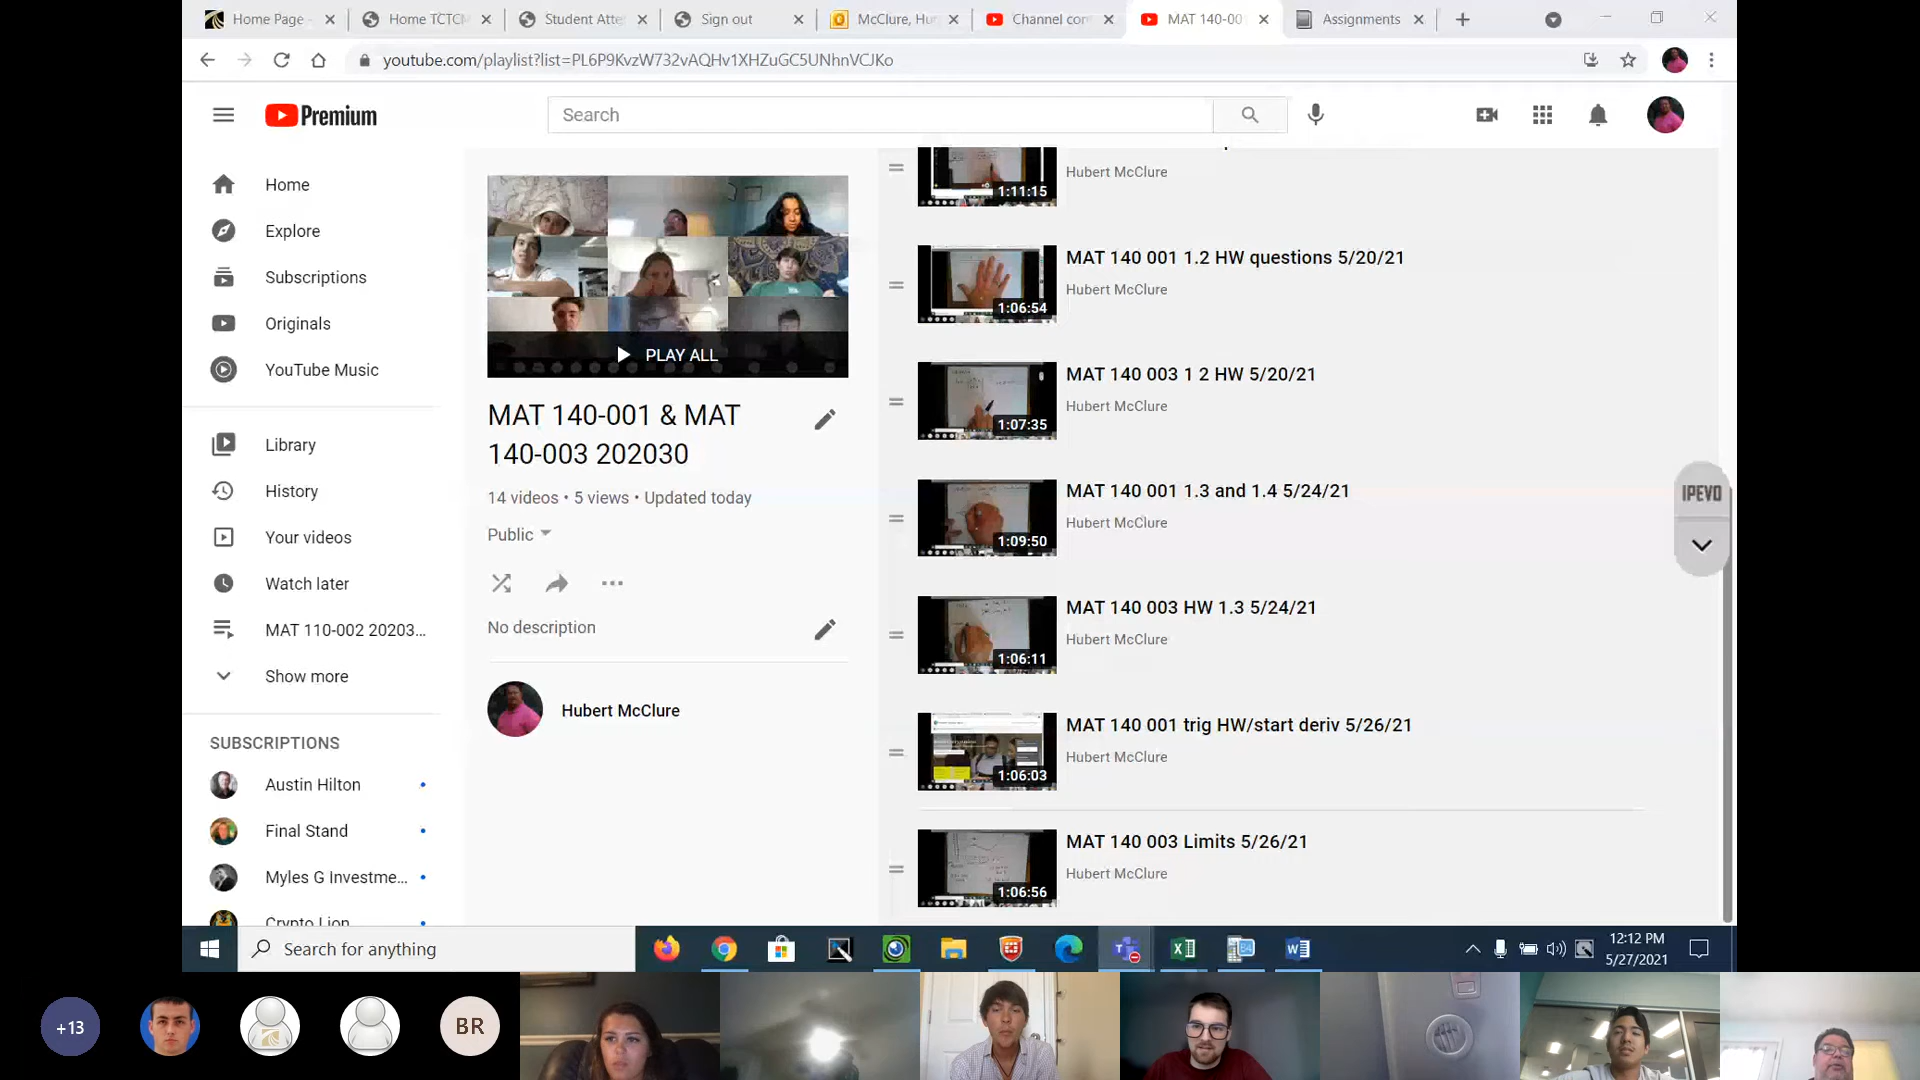 Home Page -
Home TCTCM
Student Atte
Sign out
McClure, Hu
Channel con
MAT 140-00
Assignments
youtube.com/playlist?list=PL6P9KvzW732vAQHv1XHZuGC5UNhnVCJKo
Premium
Search
Home
Explore
Subscriptions
Originals
YouTube Music
Library
History
Your videos
Watch later
MAT 110-002 20203...
Show more
SUBSCRIPTIONS
Austin Hilton
Final Stand
Myles G Investme...
Crypto Lion
PLAY ALL
MAT 140-001 & MAT
140-003 202030
14 videos • 5 views • Updated today
Public
No description
Hubert McClure
1:11:15
Hubert McClure
1:06:54
MAT 140 001 1.2 HW questions 5/20/21
Hubert McClure
1:07:35
MAT 140 003 1 2 HW 5/20/21
Hubert McClure
1:09:50
MAT 140 001 1.3 and 1.4 5/24/21
Hubert McClure
1:06:11
MAT 140 003 HW 1.3 5/24/21
Hubert McClure
1:06:03
MAT 140 001 trig HW/start deriv 5/26/21
Hubert McClure
1:06:56
MAT 140 003 Limits 5/26/21
Hubert McClure
IPEVO
Search for anything
12:12 PM
5/27/2021
+13
BR